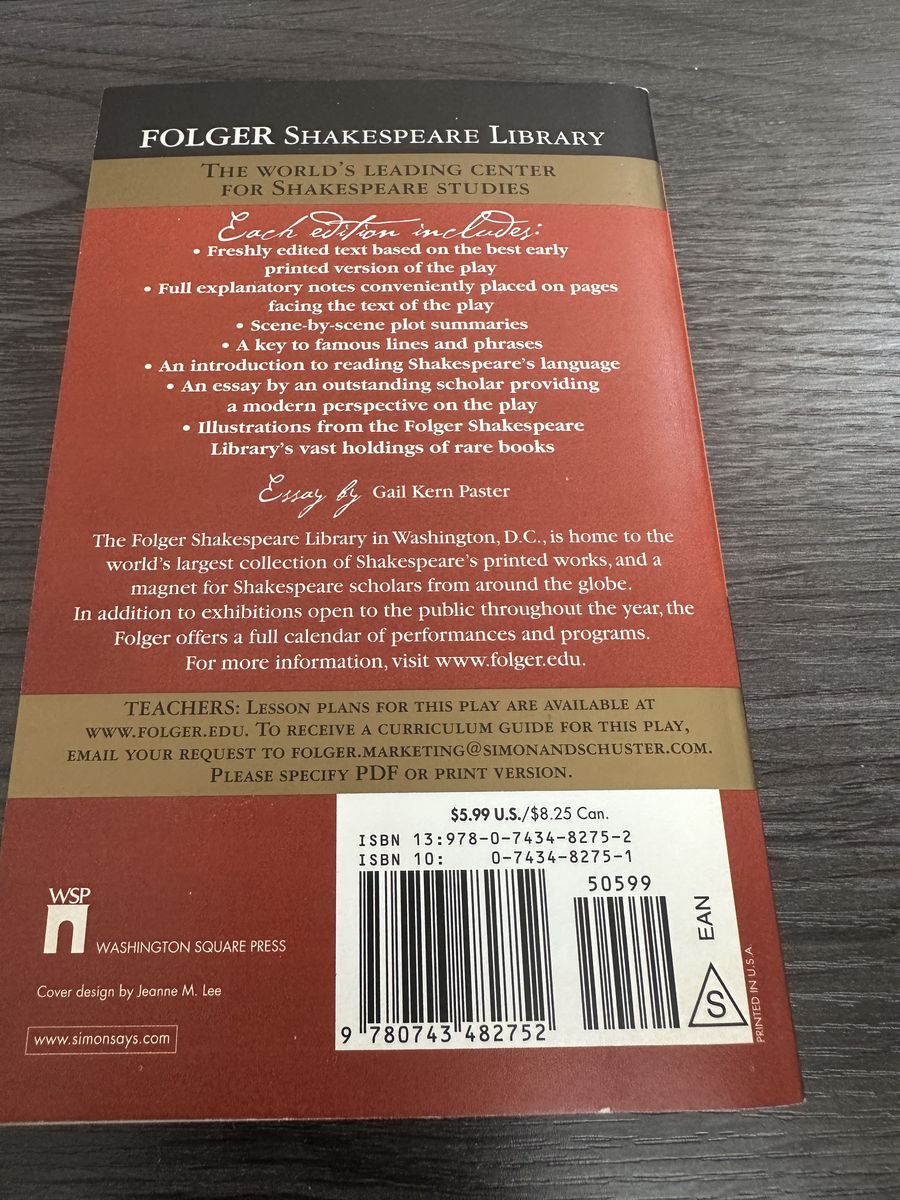 FOLGER SHAKESPEARE LIBRARY
THE WORLD'S LEADING CENTER
FOR SHAKESPEARE STUDIES
Each edition includes:
• Freshly edited text based on the best early
printed version of the play
• Full explanatory notes conveniently placed on pages
facing the text of the play
• Scene-by-scene plot summaries
• A key to famous lines and phrases
• An introduction to reading Shakespeare's language
• An essay by an outstanding scholar providing
a modern perspective on the play
• Illustrations from the Folger Shakespeare
Library's vast holdings of rare books
Essay by Gail Kern Paster
The Folger Shakespeare Library in Washington, D.C., is home to the
world's largest collection of Shakespeare's printed works, and a
magnet for Shakespeare scholars from around the globe.
In addition to exhibitions open to the public throughout the year, the
Folger offers a full calendar of performances and programs.
For more information, visit www.folger.edu.
TEACHERS: LESSON PLANS FOR THIS PLAY ARE AVAILABLE AT
WWW.FOLGER.EDU. TO RECEIVE A CURRICULUM GUIDE FOR THIS PLAY,
EMAIL YOUR REQUEST TO FOLGER.MARKETING@SIMONANDSCHUSTER.COM.
PLEASE SPECIFY PDF OR PRINT VERSION.
$5.99 U.S./$8.25 Can.
ISBN 13:978-0-7434-8275-2
ISBN 10: 0-7434-8275-1
50599
EAN
S
9 780743 482752
PRINTED IN U.S.A.
WSP
WASHINGTON SQUARE PRESS
Cover design by Jeanne M. Lee
www.simonsays.com